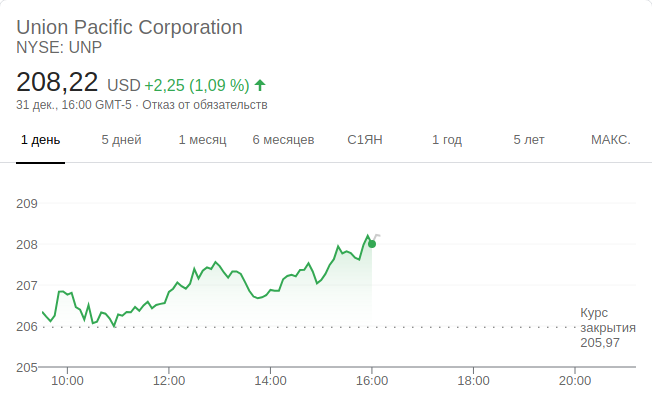 Union Pacific Corporation
NYSE: UNP
208,22 USD +2,25 (1,09 %)
31 дек., 16:00 GMT-5 · Отказ от обязательств
1 день 5 дней 1 месяц 6 месяцев С1ЯН 1 год 5 лет МАКС.
209
208
207
206
205
Курс
закрытия
205,97
10:00 12:00 14:00 16:00 18:00 20:00